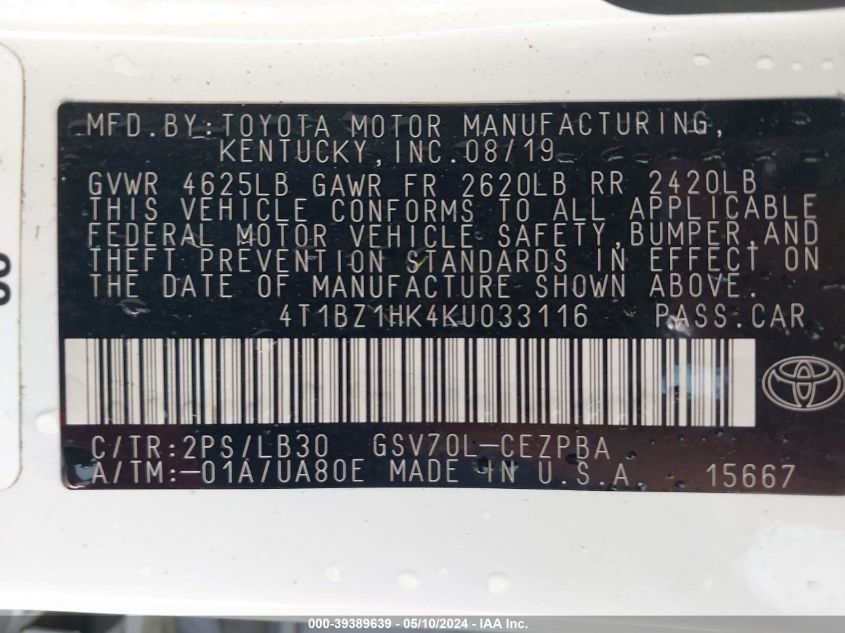 MFD.BY:TOYOTA MOTOR MANUFACTURING,
KENTUCKY,INC.08/19
GVWR 4625LB GAWR FR 2620LB RR 2420LB
THIS VEHICLE CONFORMS TO ALL APPLICABLE
FEDERAL MOTOR VEHICLE SAFETY,BUMPER,AND
THEFT PREVENTION STANDARDS IN EFFECT ON
THE DATE OF MANUFACTURE SHOWN ABOVE.
4T1BZ1HK4KU033116 PASS.CAR
C/TR:2PS/LB30 GSV70L-CEZPBA
A/TM:-01A/UA80E MADE IN U.S.A 15667
000-39389639 - 05/10/2024 - IAA Inc.